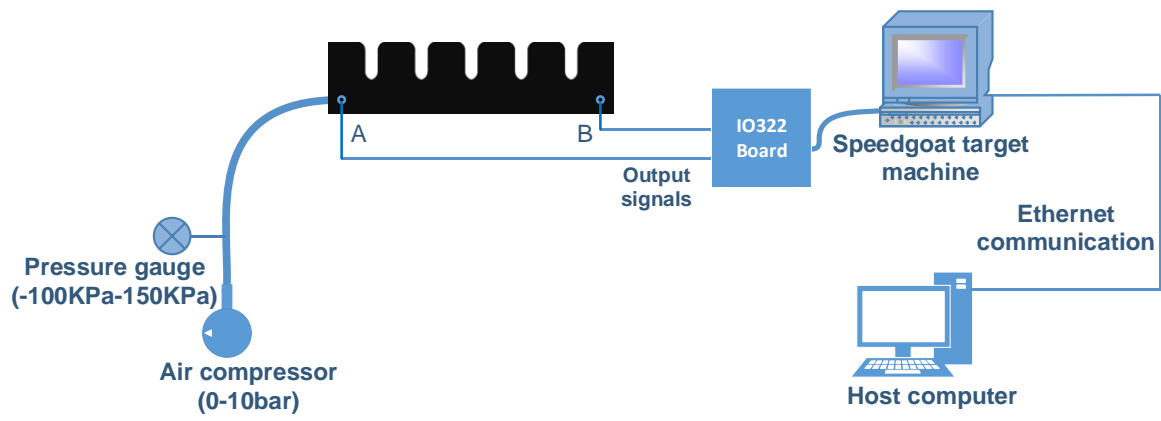 A
B
IO322
Board
Speedgoat target
machine
Output
signals
Ethernet
communication
Pressure gauge
(-100KPa-150KPa)
Air compressor
(0-10bar)
Host computer